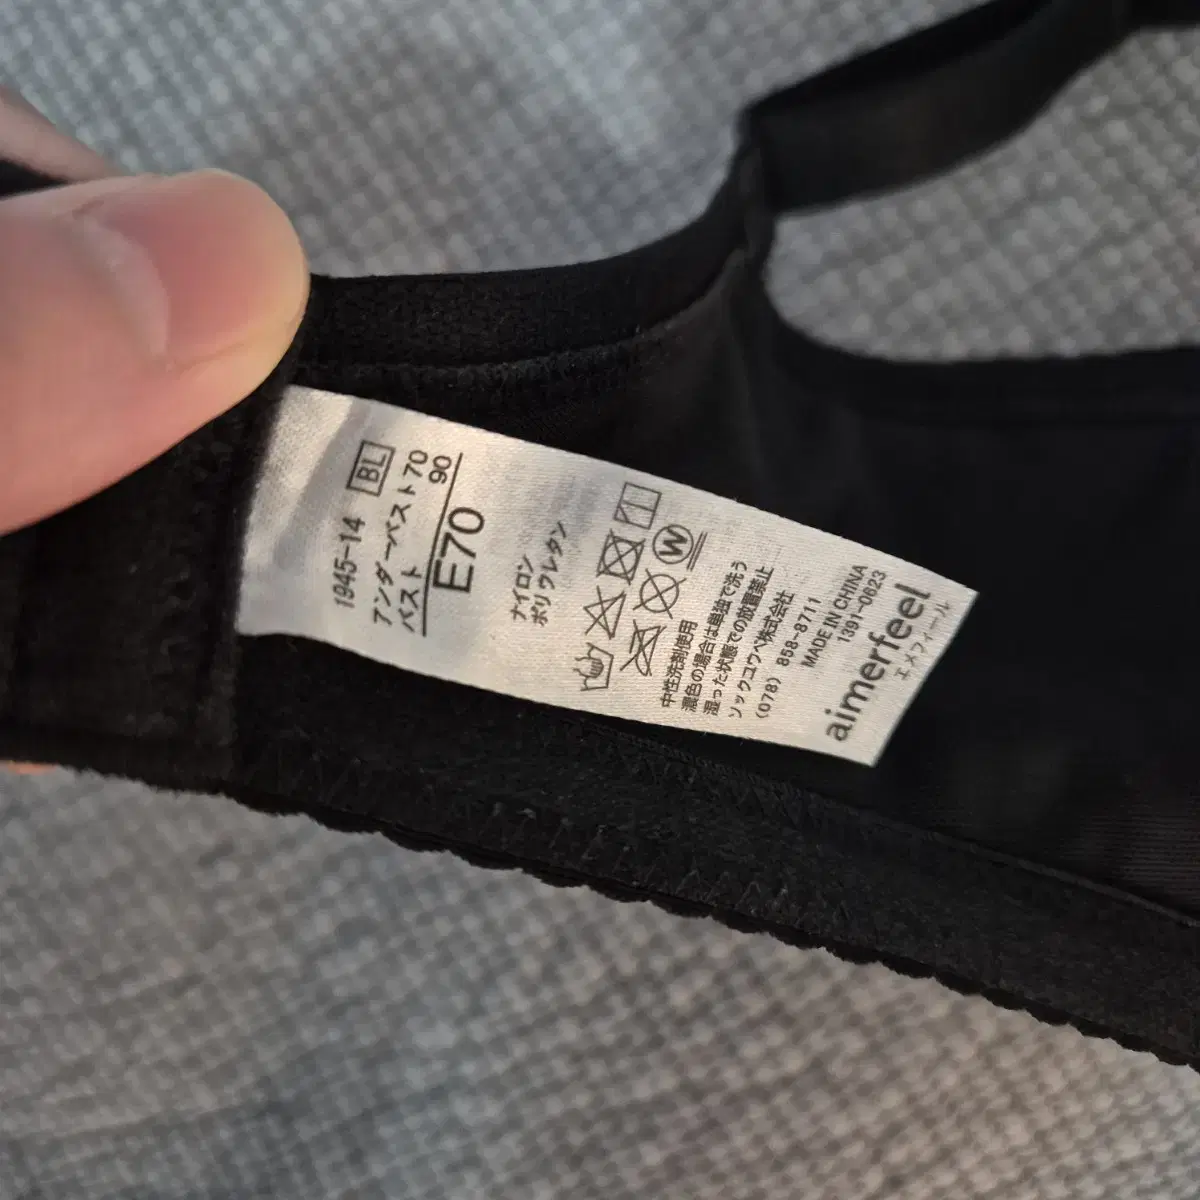 1945-14 BL
アンダーバスト70
バスト 90
E70
ナイロン
ポリウレタン
W
中性洗剤使用
濃色の場合は単独で洗う
湿った状態での放置禁止
ソックコウベ株式会社
(078) 858-8711
MADE IN CHINA
1391-0623
aimerfeel
エメフィール